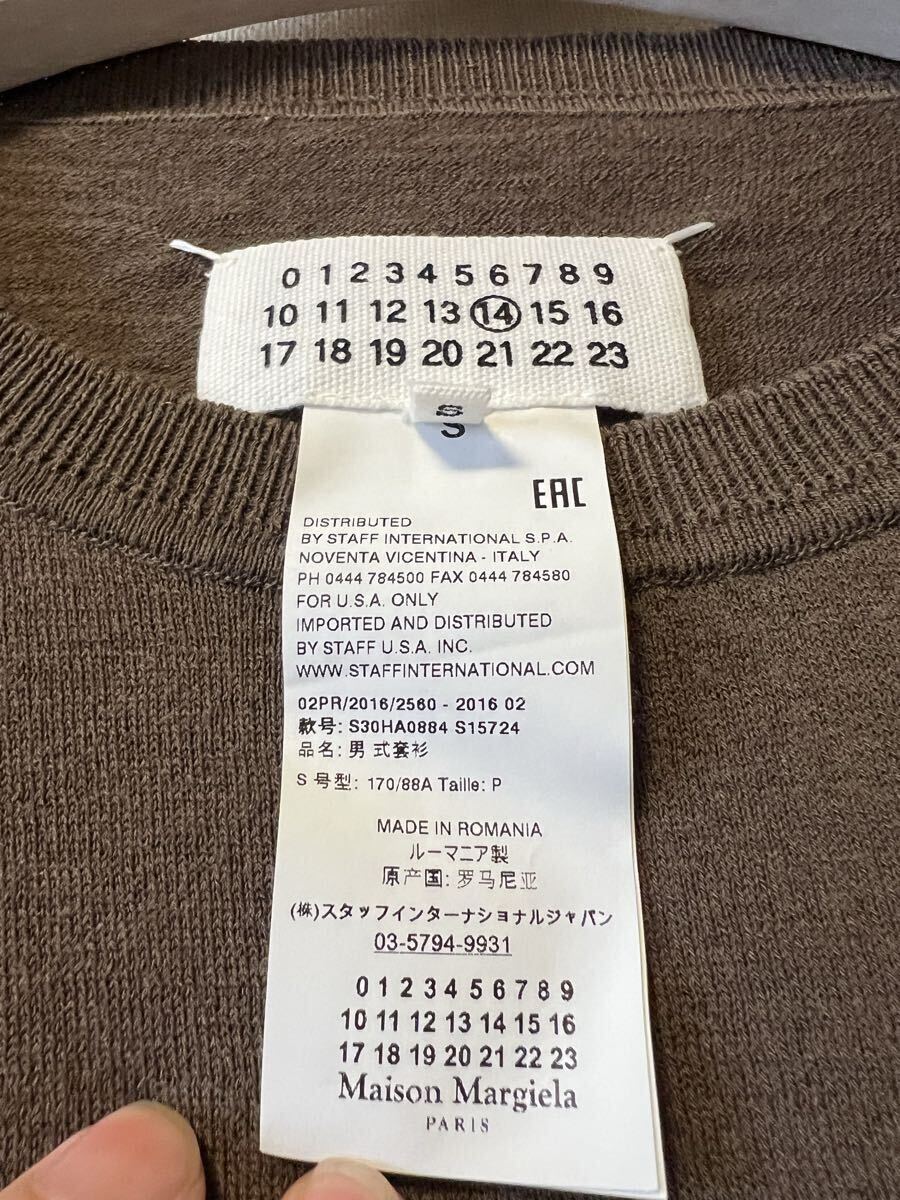 0 1 2 3 4 5 6 7 8 9
10 11 12 13 14 15 16
17 18 19 20 21 22 23
S
S
EAC
DISTRIBUTED
BY STAFF INTERNATIONAL S.P.A.
NOVENTA VICENTINA - ITALY
PH 0444 784500 FAX 0444 784580
FOR U.S.A. ONLY
IMPORTED AND DISTRIBUTED
BY STAFF U.S.A. INC.
WWW.STAFFINTERNATIONAL.COM
02PR/2016/2560 - 2016 02
款号: S30HA0884 S15724
品名: 男式套衫
S 号型: 170/88A Taille: P
MADE IN ROMANIA
ルーマニア製
原产国: 罗马尼亚
(株)スタッフインターナショナルジャパン
03-5794-9931
0 1 2 3 4 5 6 7 8 9
10 11 12 13 14 15 16
17 18 19 20 21 22 23
Maison Margiela
PARIS